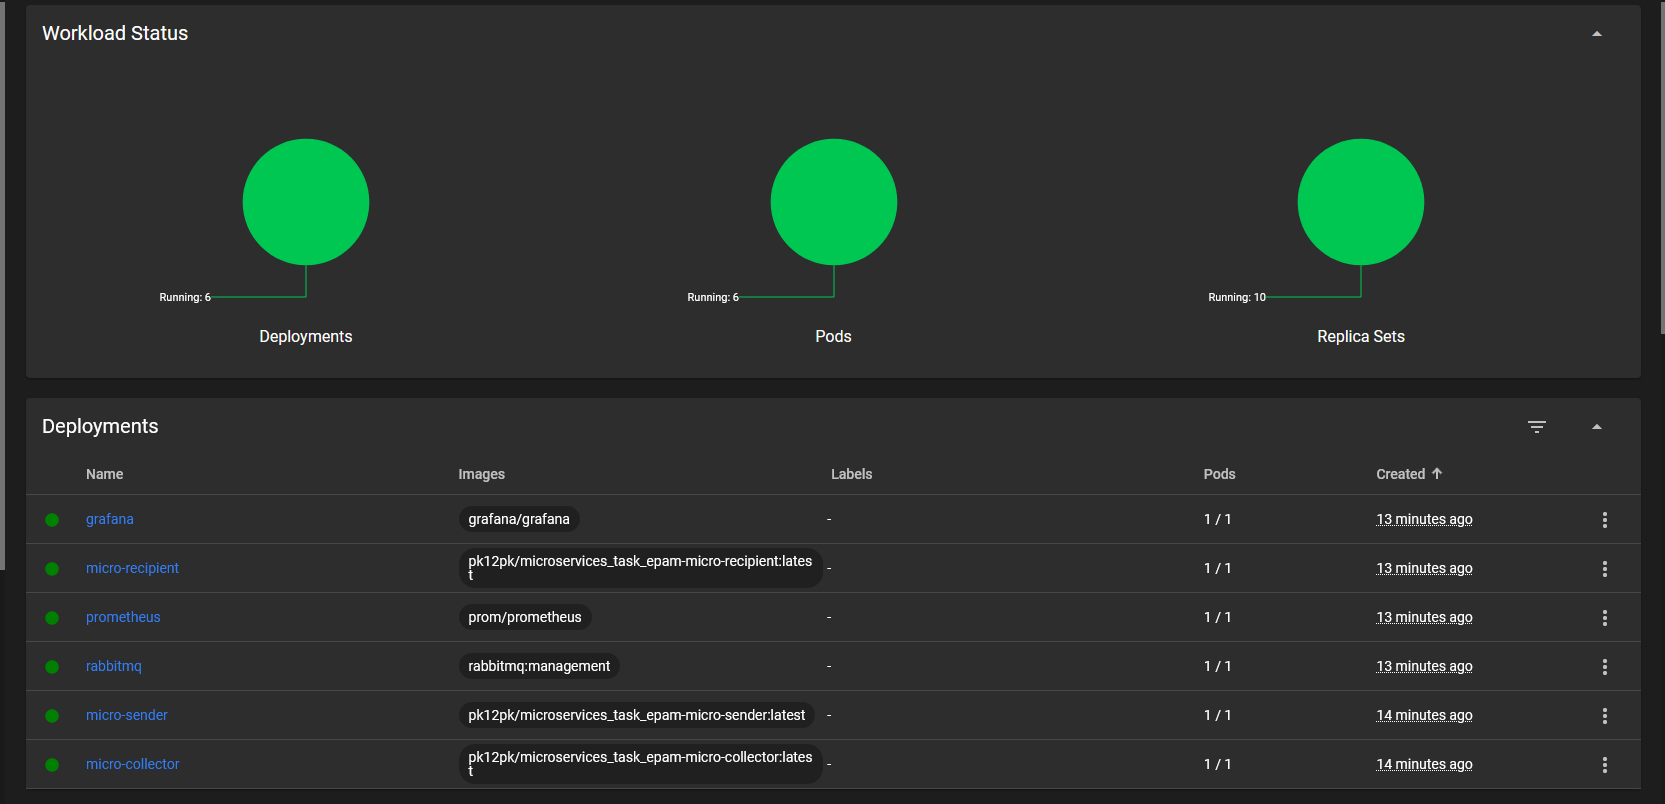 Workload Status
Running: 6
Running: 6
Running: 10
Deployments
Pods
Replica Sets
Deployments
Name Images Labels Pods Created
grafana grafana/grafana - 1 / 1 13 minutes ago
micro-recipient pk12pk/microservices_task_epam-micro-recipient:lates - 1 / 1 13 minutes ago
t
prometheus prom/prometheus - 1 / 1 13 minutes ago
rabbitmq rabbitmq:management - 1 / 1 13 minutes ago
micro-sender pk12pk/microservices_task_epam-micro-sender:latest - 1 / 1 14 minutes ago
micro-collector pk12pk/microservices_task_epam-micro-collector:lates - 1 / 1 14 minutes ago
t